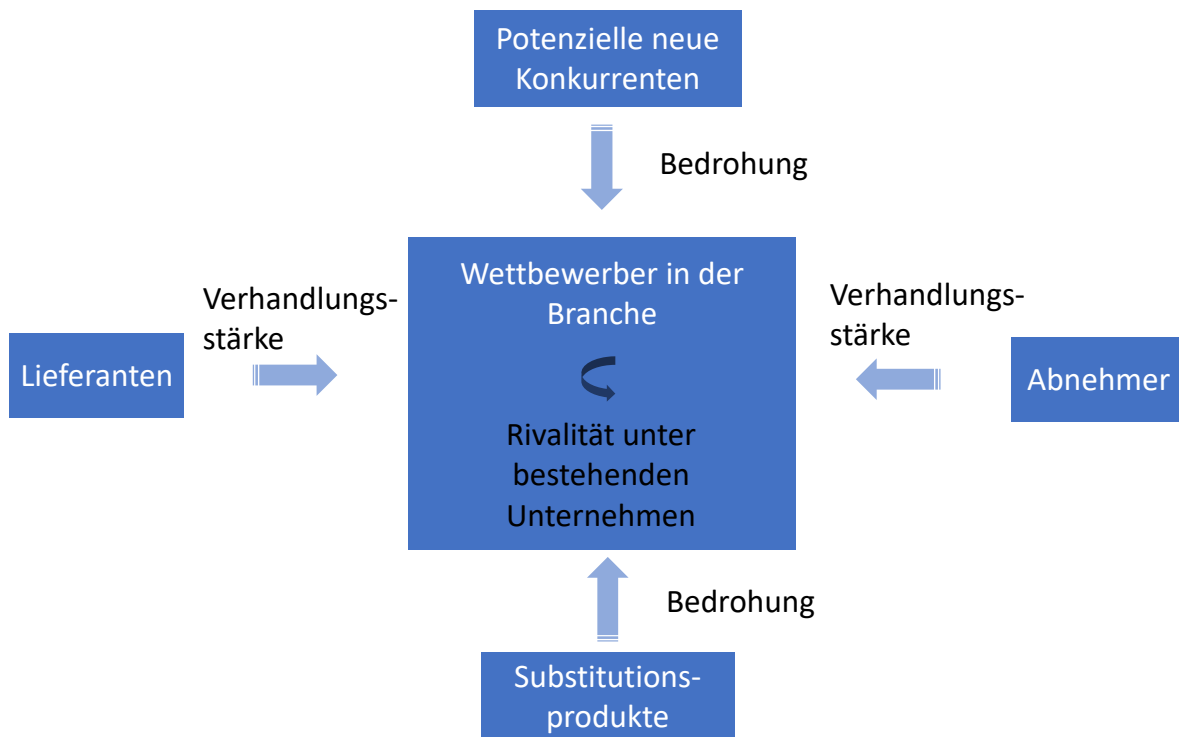 Potenzielle neue
Konkurrenten
Bedrohung
Wettbewerber in der
Branche
Verhandlungs-
stärke
Verhandlungs-
stärke
Lieferanten
Abnehmer
Rivalität unter
bestehenden
Unternehmen
Bedrohung
Substitutions-
produkte